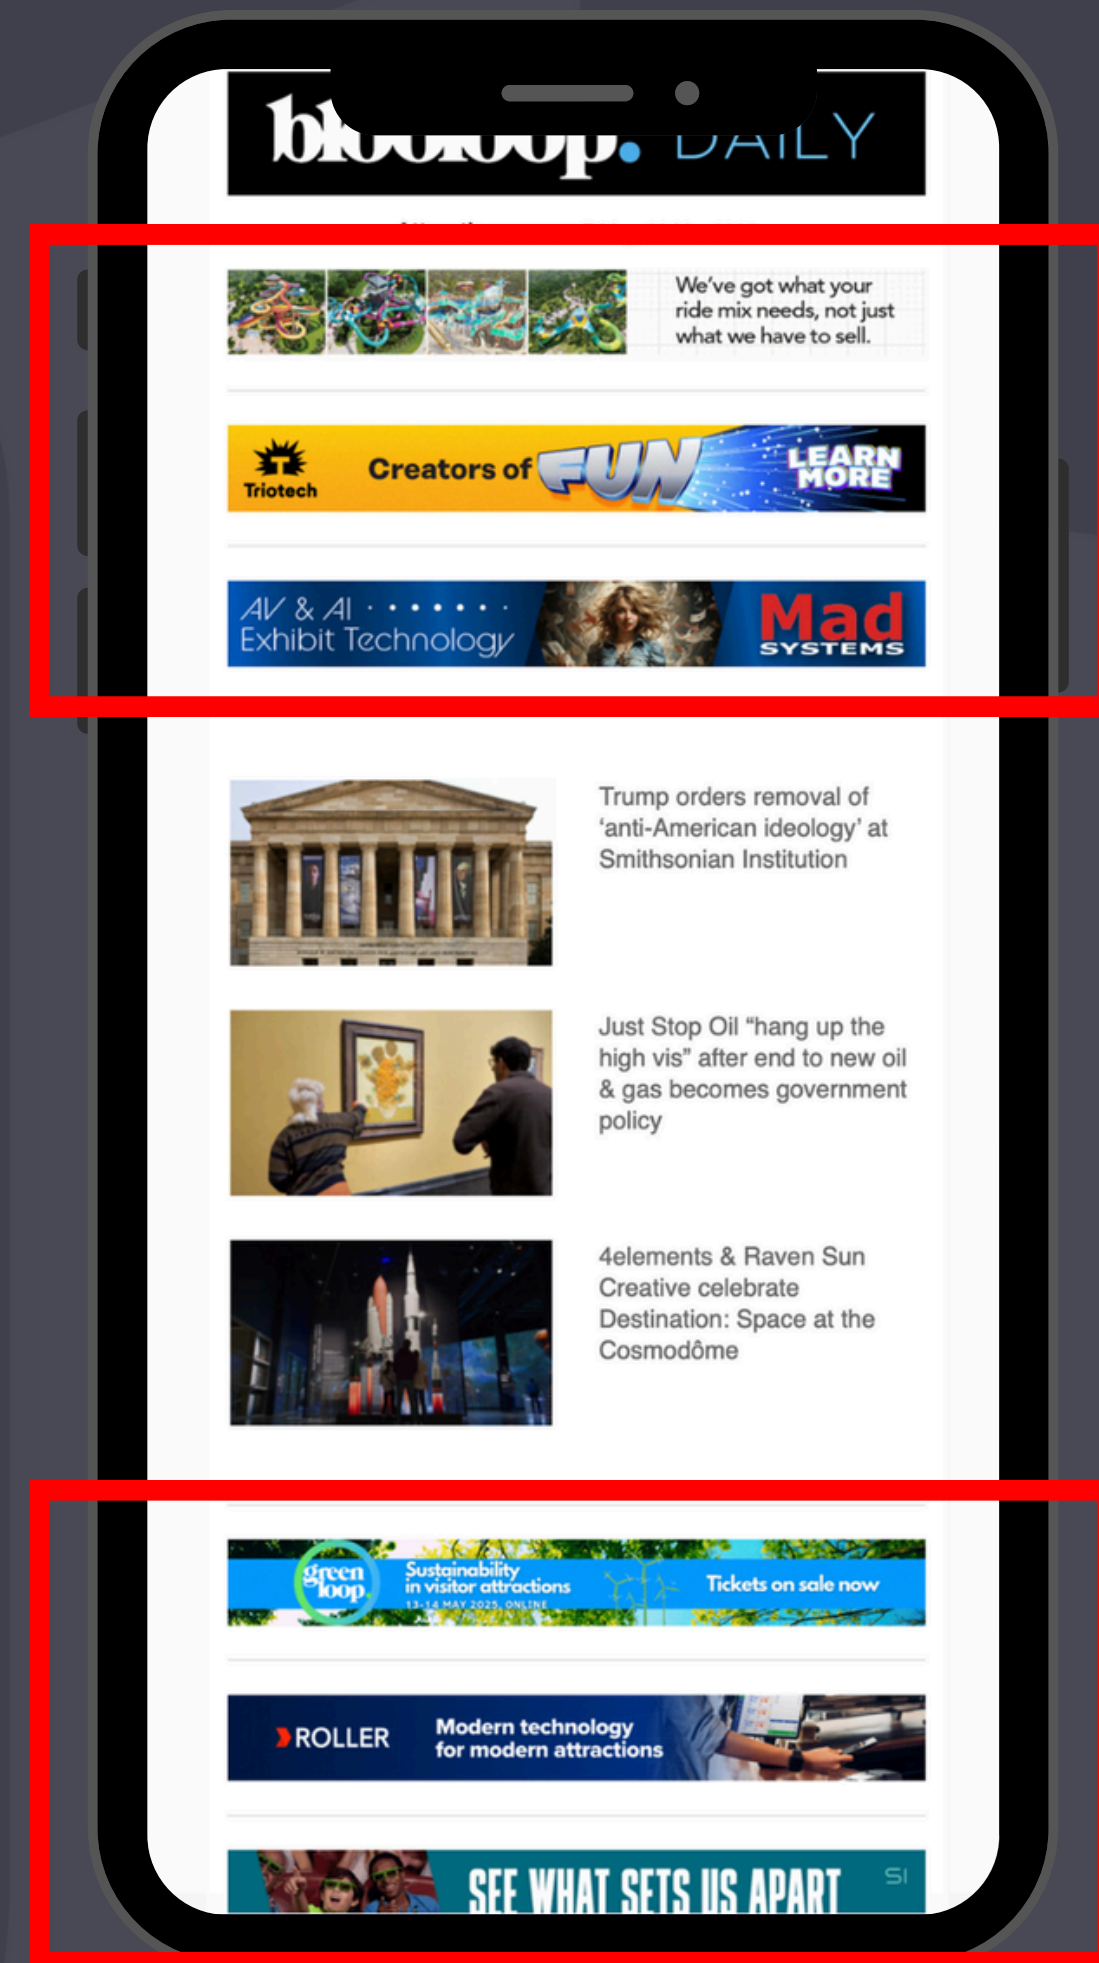 blooloop. DAILY
We've got what your
ride mix needs, not just
what we have to sell.
Triotech
Creators of FUN
LEARN
MORE
AV & AI
Exhibit Technology
Mad
SYSTEMS
Trump orders removal of
‘anti-American ideology’ at
Smithsonian Institution
Just Stop Oil “hang up the
high vis” after end to new oil
& gas becomes government
policy
4elements & Raven Sun
Creative celebrate
Destination: Space at the
Cosmodôme
green
loop.
Sustainability
in visitor attractions
13-14 MAY 2025, ONLINE
Tickets on sale now
ROLLER
Modern technology
for modern attractions
SEE WHAT SETS US APART
SI